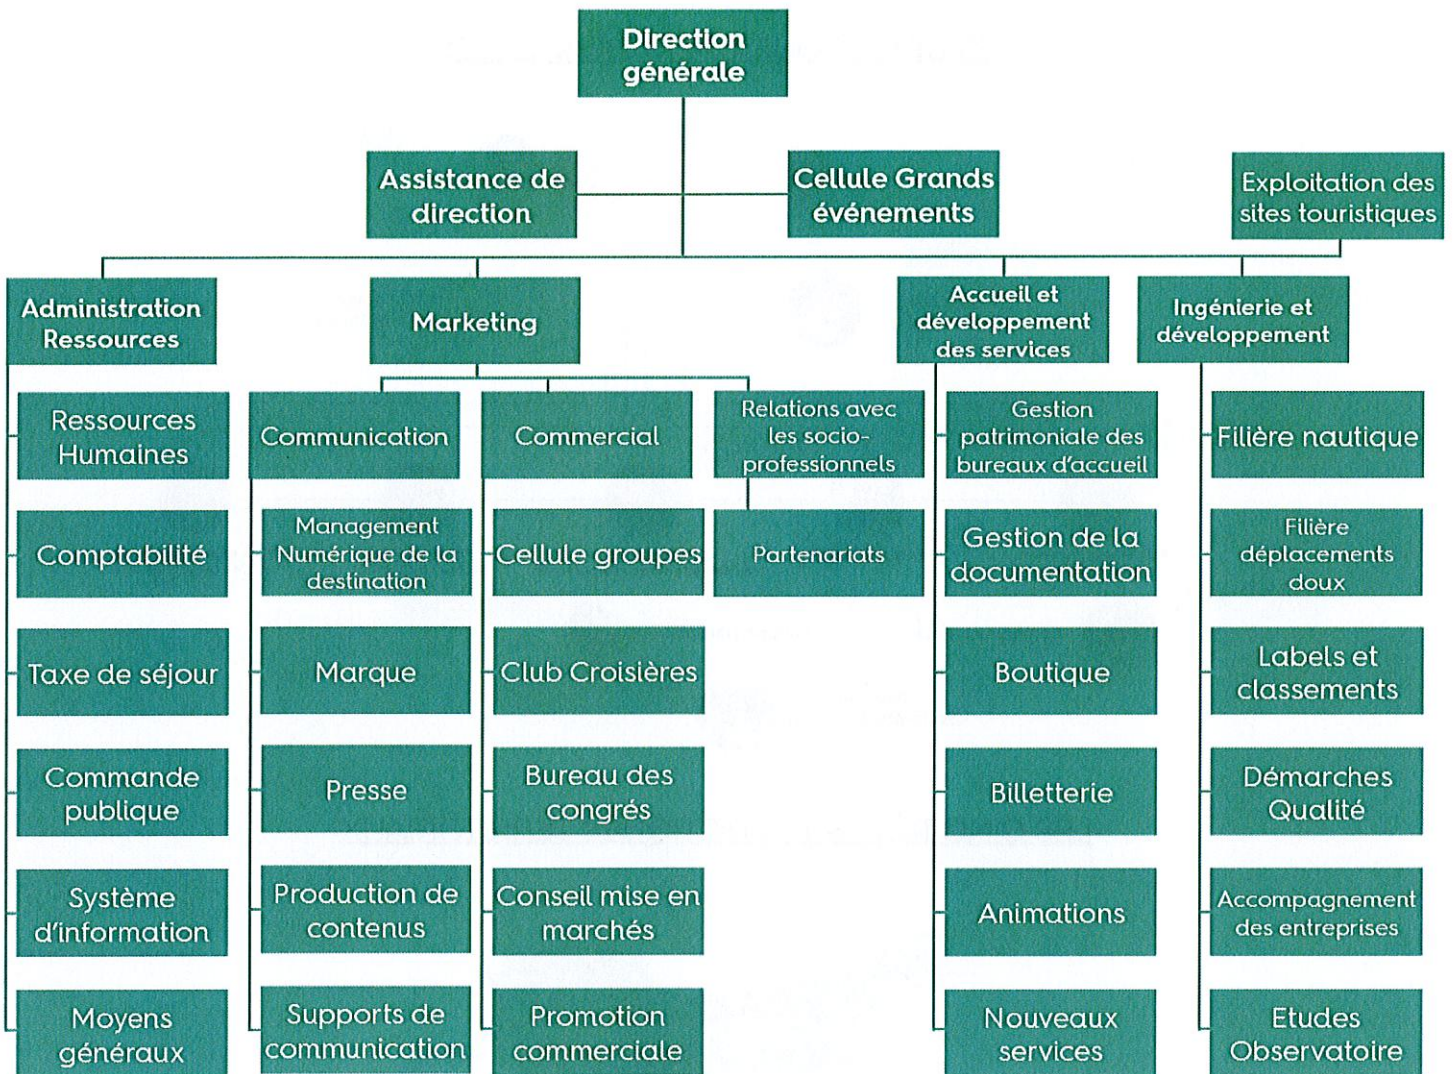 Direction
générale
Assistance de
direction
Cellule Grands
événements
Exploitation des
sites touristiques
Administration
Ressources
Marketing
Accueil et
développement
des services
Ingénierie et
développement
Ressources
Humaines
Communication
Commercial
Relations avec
les socio-
professionnels
Gestion
patrimoniale des
bureaux d'accueil
Filière nautique
Comptabilité
Management
Numérique de la
destination
Cellule groupes
Partenariats
Gestion de la
documentation
Filière
déplacements
doux
Taxe de séjour
Marque
Club Croisières
Boutique
Labels et
classements
Commande
publique
Presse
Bureau des
congrés
Billetterie
Démarches
Qualité
Système
d'information
Production de
contenus
Conseil mise en
marchés
Animations
Accompagnement
des entreprises
Moyens
généraux
Supports de
communication
Promotion
commerciale
Nouveaux
services
Etudes
Observatoire